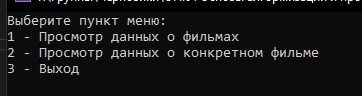 Выберите пункт меню:
1 - Просмотр данных о фильмах
2 - Просмотр данных о конкретном фильме
3 - Выход